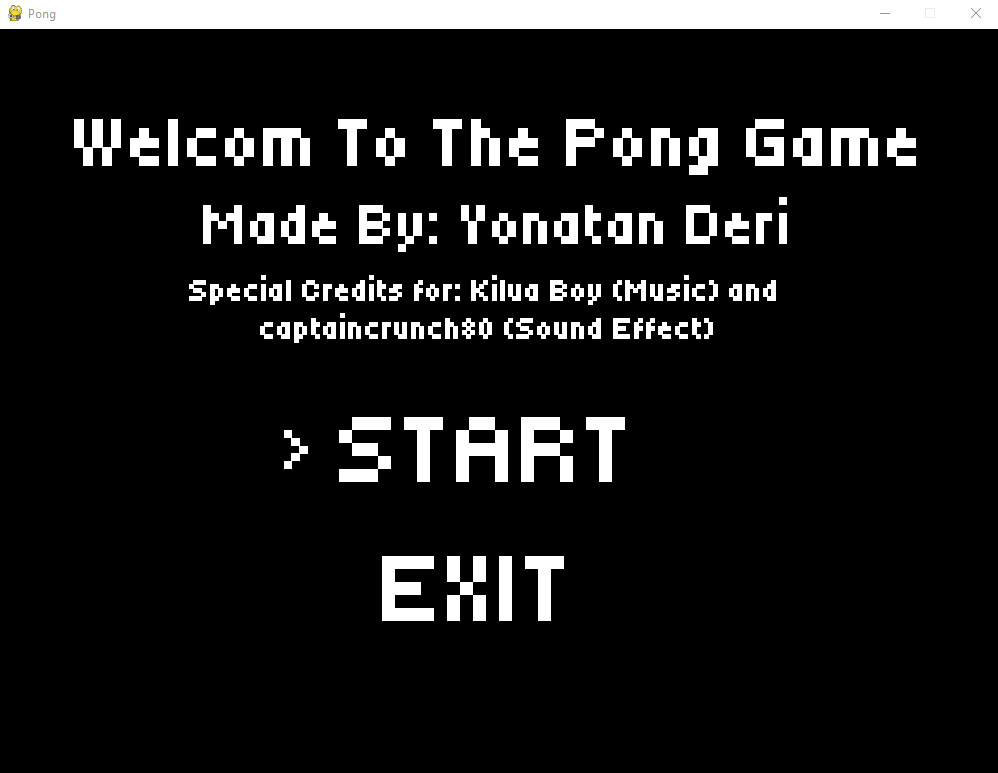 Pong
Welcom To The Pong Game
Made By: Yonatan Deri
Special Credits for: Kilua Boy (Music) and
captaincrunch80 (Sound Effect)
> START
EXIT